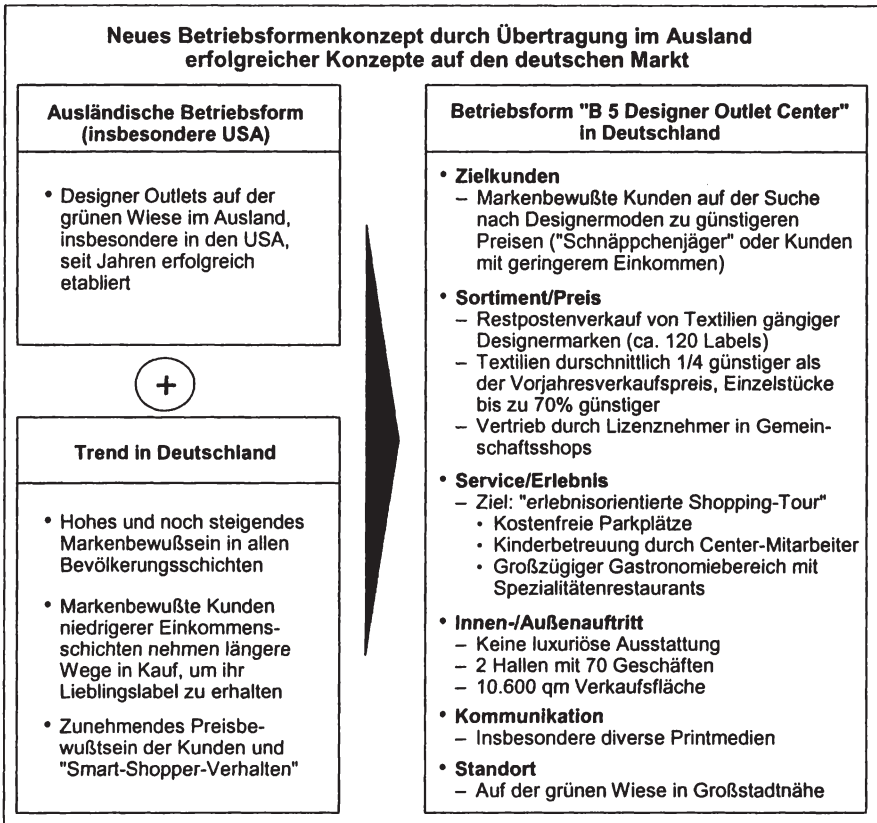 Neues Betriebsformenkonzept durch Übertragung im Ausland
erfolgreicher Konzepte auf den deutschen Markt
Ausländische Betriebsform
(insbesondere USA)
• Designer Outlets auf der
grünen Wiese im Ausland,
insbesondere in den USA,
seit Jahren erfolgreich
etabliert
+
Trend in Deutschland
• Hohes und noch steigendes
Markenbewußsein in allen
Bevölkerungsschichten
• Markenbewußte Kunden
niedrigerer Einkommens-
schichten nehmen längere
Wege in Kauf, um ihr
Lieblingslabel zu erhalten
• Zunehmendes Preisbe-
wußtsein der Kunden und
"Smart-Shopper-Verhalten"
Betriebsform "B 5 Designer Outlet Center"
in Deutschland
• Zielkunden
– Markenbewußte Kunden auf der Suche
nach Designermoden zu günstigeren
Preisen ("Schnäppchenjäger" oder Kunden
mit geringerem Einkommen)
• Sortiment/Preis
– Restpostenverkauf von Textilien gängiger
Designermarken (ca. 120 Labels)
– Textilien durschnittlich 1/4 günstiger als
der Vorjahresverkaufspreis, Einzelstücke
bis zu 70% günstiger
– Vertrieb durch Lizenznehmer in Gemein-
schaftsshops
• Service/Erlebnis
– Ziel: "erlebnisorientierte Shopping-Tour"
• Kostenfreie Parkplätze
• Kinderbetreuung durch Center-Mitarbeiter
• Großzügiger Gastronomiebereich mit
Spezialitätenrestaurants
• Innen-/Außenauftritt
– Keine luxuriöse Ausstattung
– 2 Hallen mit 70 Geschäften
– 10.600 qm Verkaufsfläche
• Kommunikation
– Insbesondere diverse Printmedien
• Standort
– Auf der grünen Wiese in Großstadtnähe